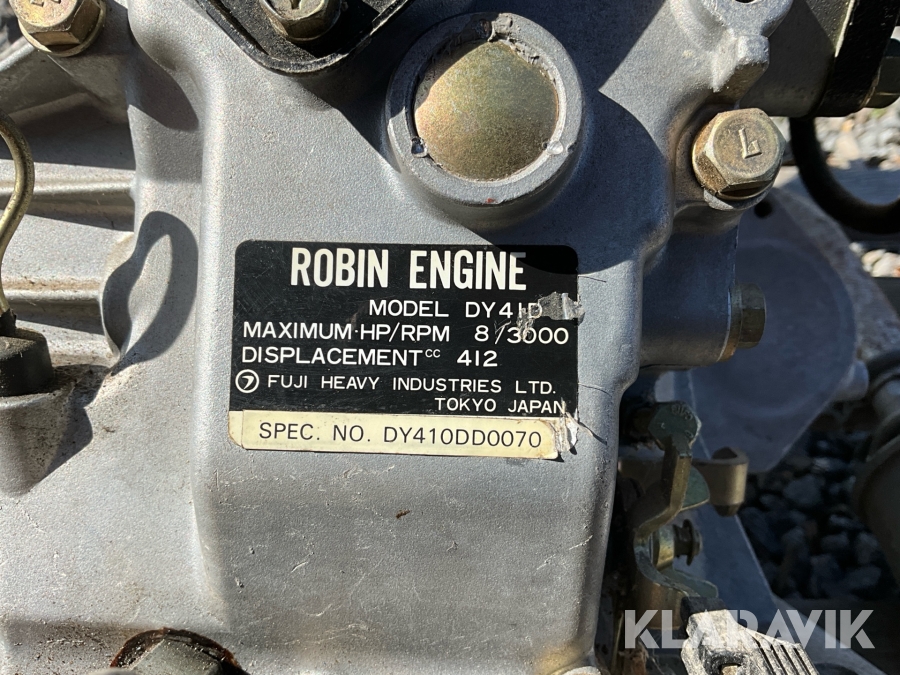 ROBIN ENGINE
MODEL DY41D
MAXIMUM·HP/RPM 8/3000
DISPLACEMENT cc 412
FUJI HEAVY INDUSTRIES LTD.
TOKYO JAPAN
SPEC. NO. DY410DD0070
L
KLARAVIK